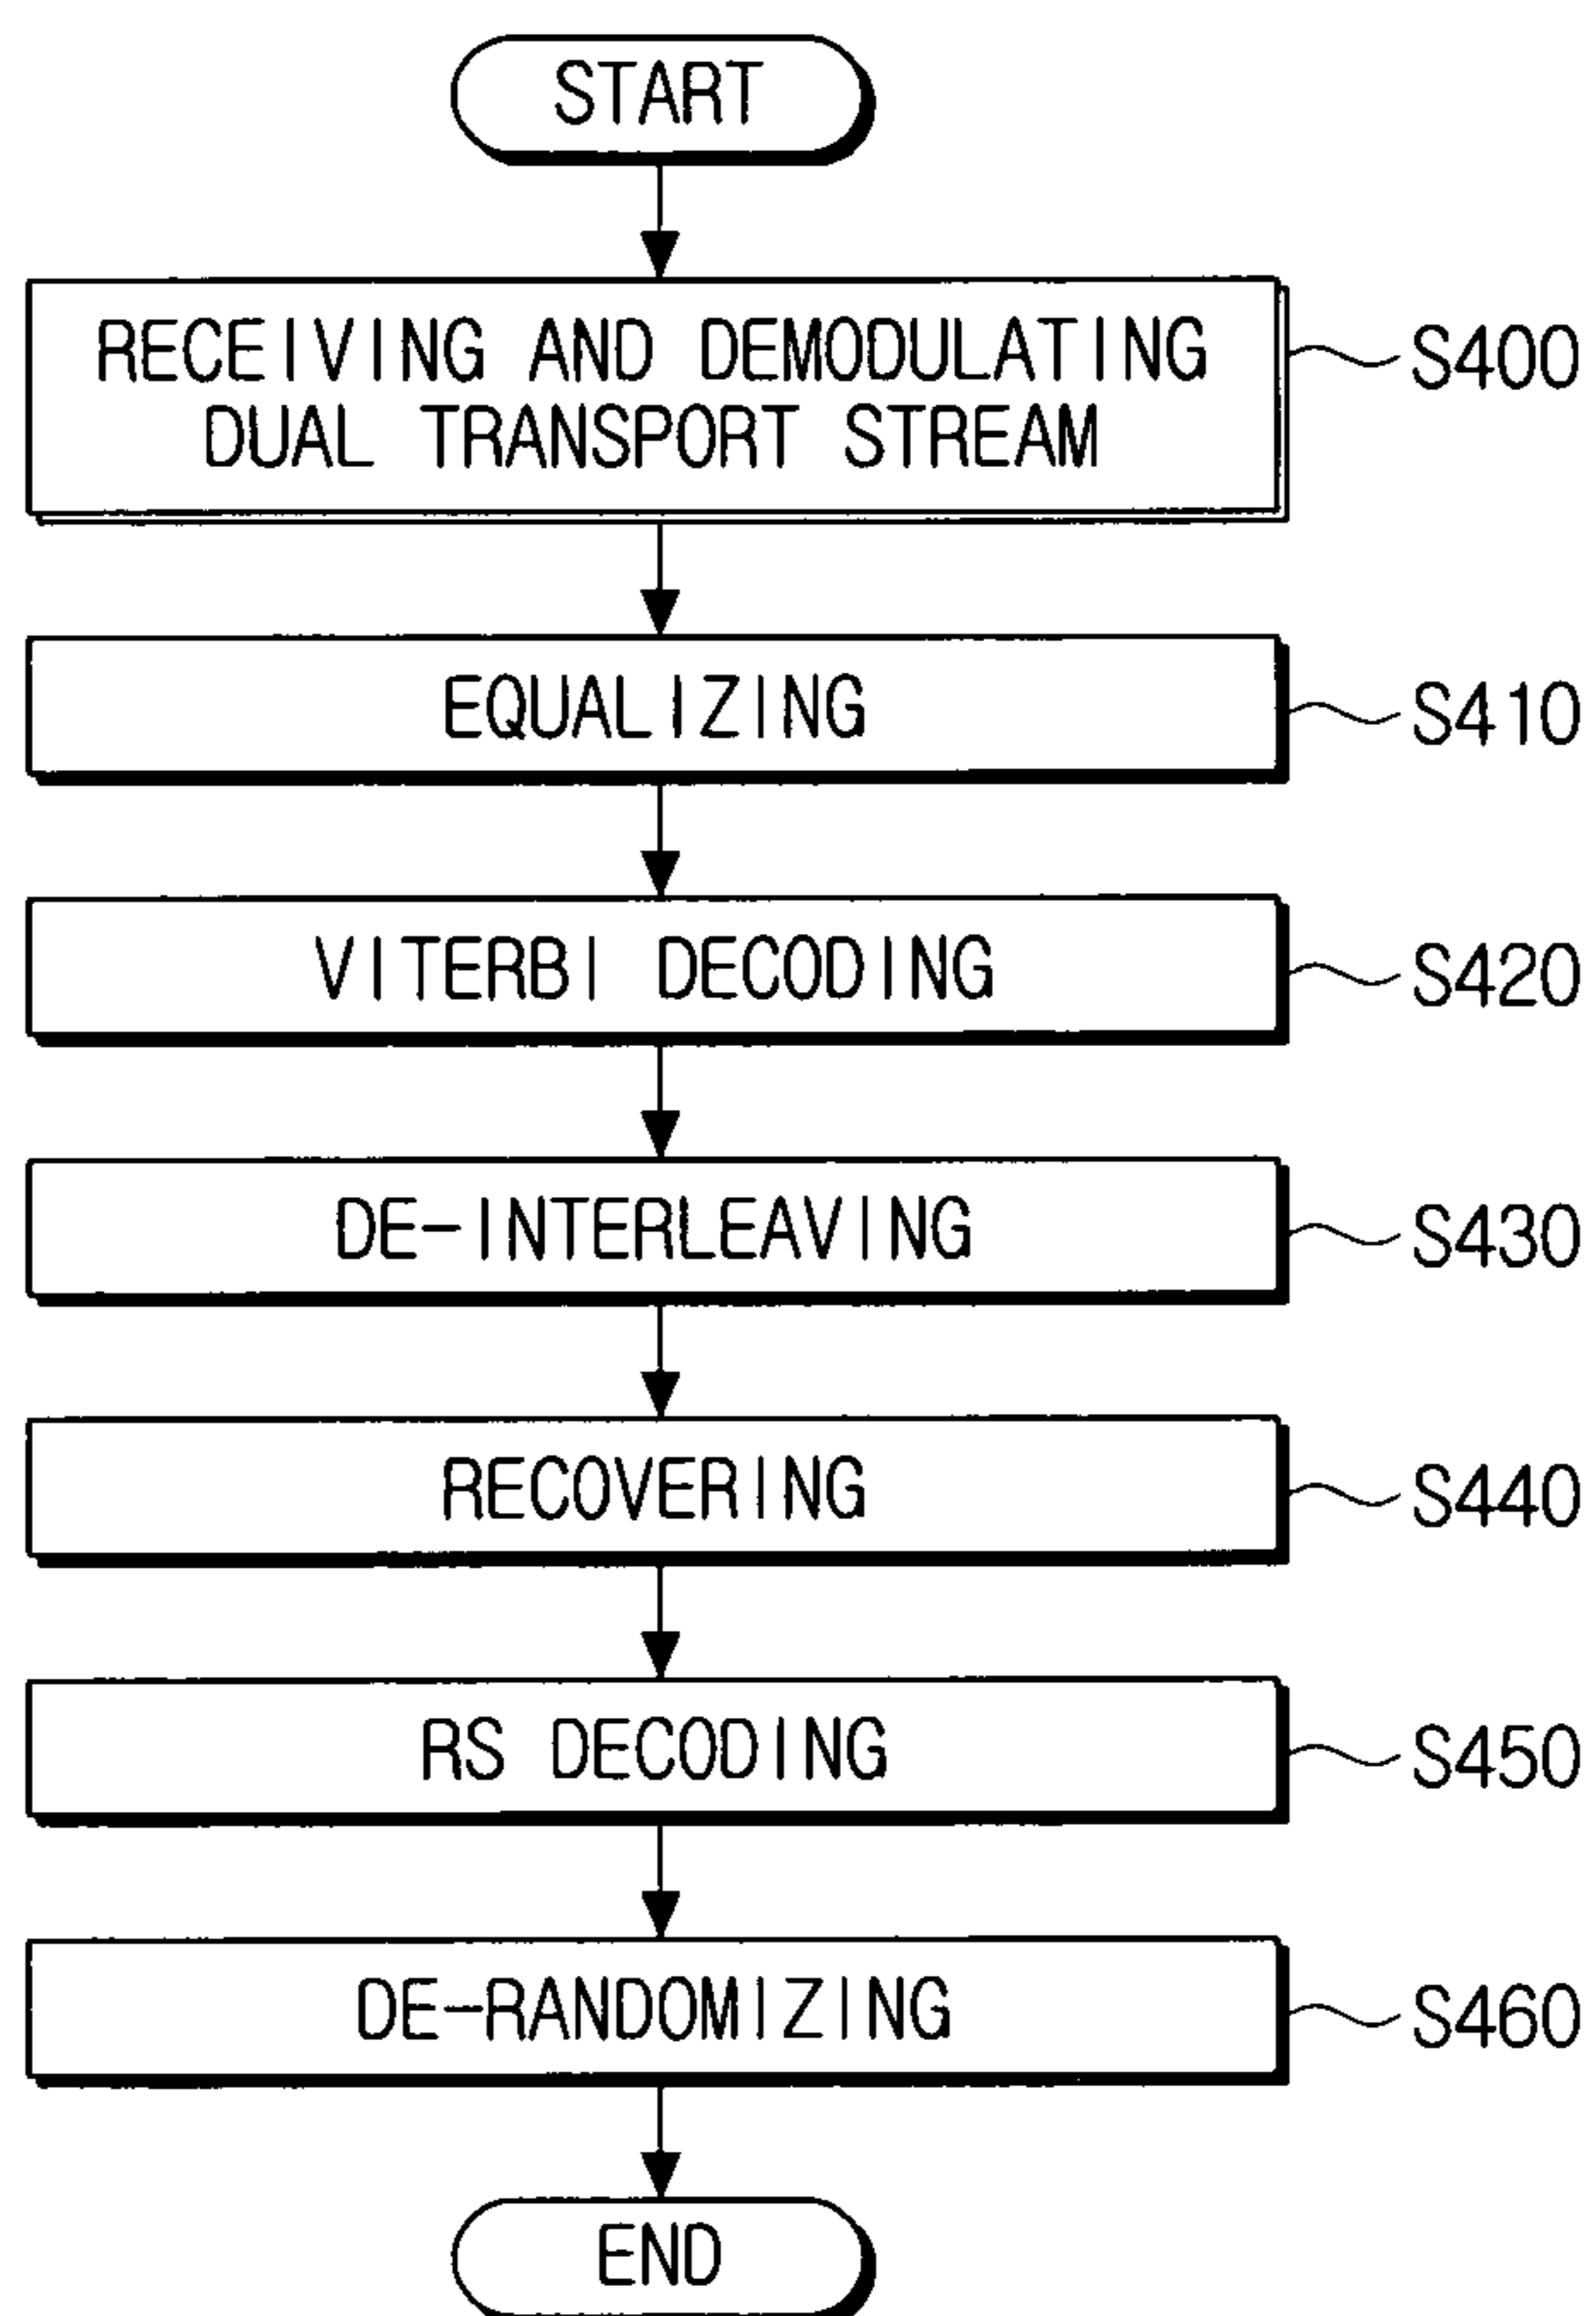 START
RECEIVING AND DEMODULATING
DUAL TRANSPORT STREAM
S400
EQUALIZING
S410
VITERBI DECODING
S420
DE-INTERLEAVING
S430
RECOVERING
S440
RS DECODING
S450
DE-RANDOMIZING
S460
END